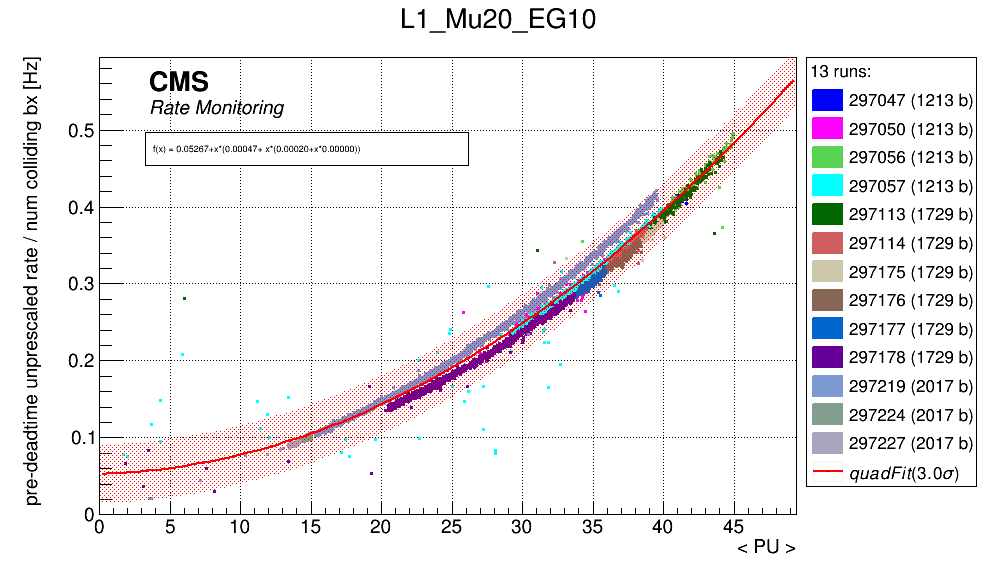 L1_Mu20_EG10
pre-deadtime unprescaled rate / num colliding bx [Hz]
CMS
Rate Monitoring
f(x) = 0.05267+x*(0.00047+ x*(0.00020+x*0.00000))
0.5
0.4
0.3
0.2
0.1
0
0 5 10 15 20 25 30 35 40 45
< PU >
13 runs:
297047 (1213 b)
297050 (1213 b)
297056 (1213 b)
297057 (1213 b)
297113 (1729 b)
297114 (1729 b)
297175 (1729 b)
297176 (1729 b)
297177 (1729 b)
297178 (1729 b)
297219 (2017 b)
297224 (2017 b)
297227 (2017 b)
quadFit(3.0σ)